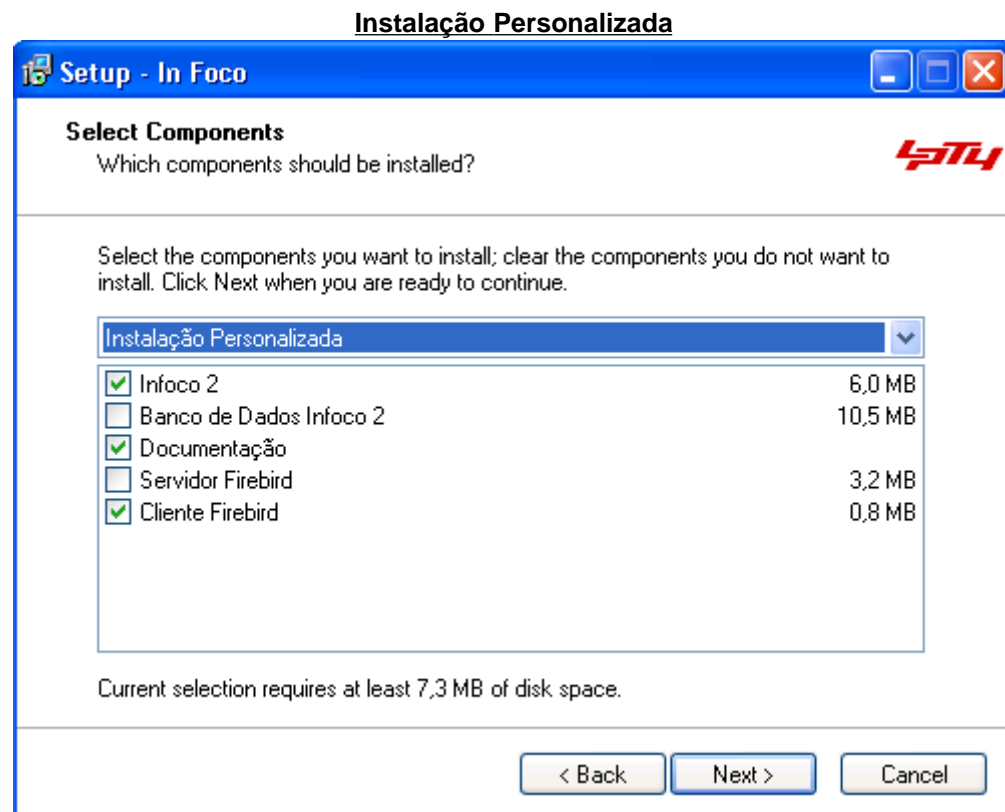 Instalação Personalizada
Setup - In Foco
Select Components
Which components should be installed?
Select the components you want to install; clear the components you do not want to
install. Click Next when you are ready to continue.
Instalação Personalizada
Infoco 2 6,0 MB
Banco de Dados Infoco 2 10,5 MB
Documentação
Servidor Firebird 3,2 MB
Cliente Firebird 0,8 MB
Current selection requires at least 7,3 MB of disk space.
< Back Next > Cancel